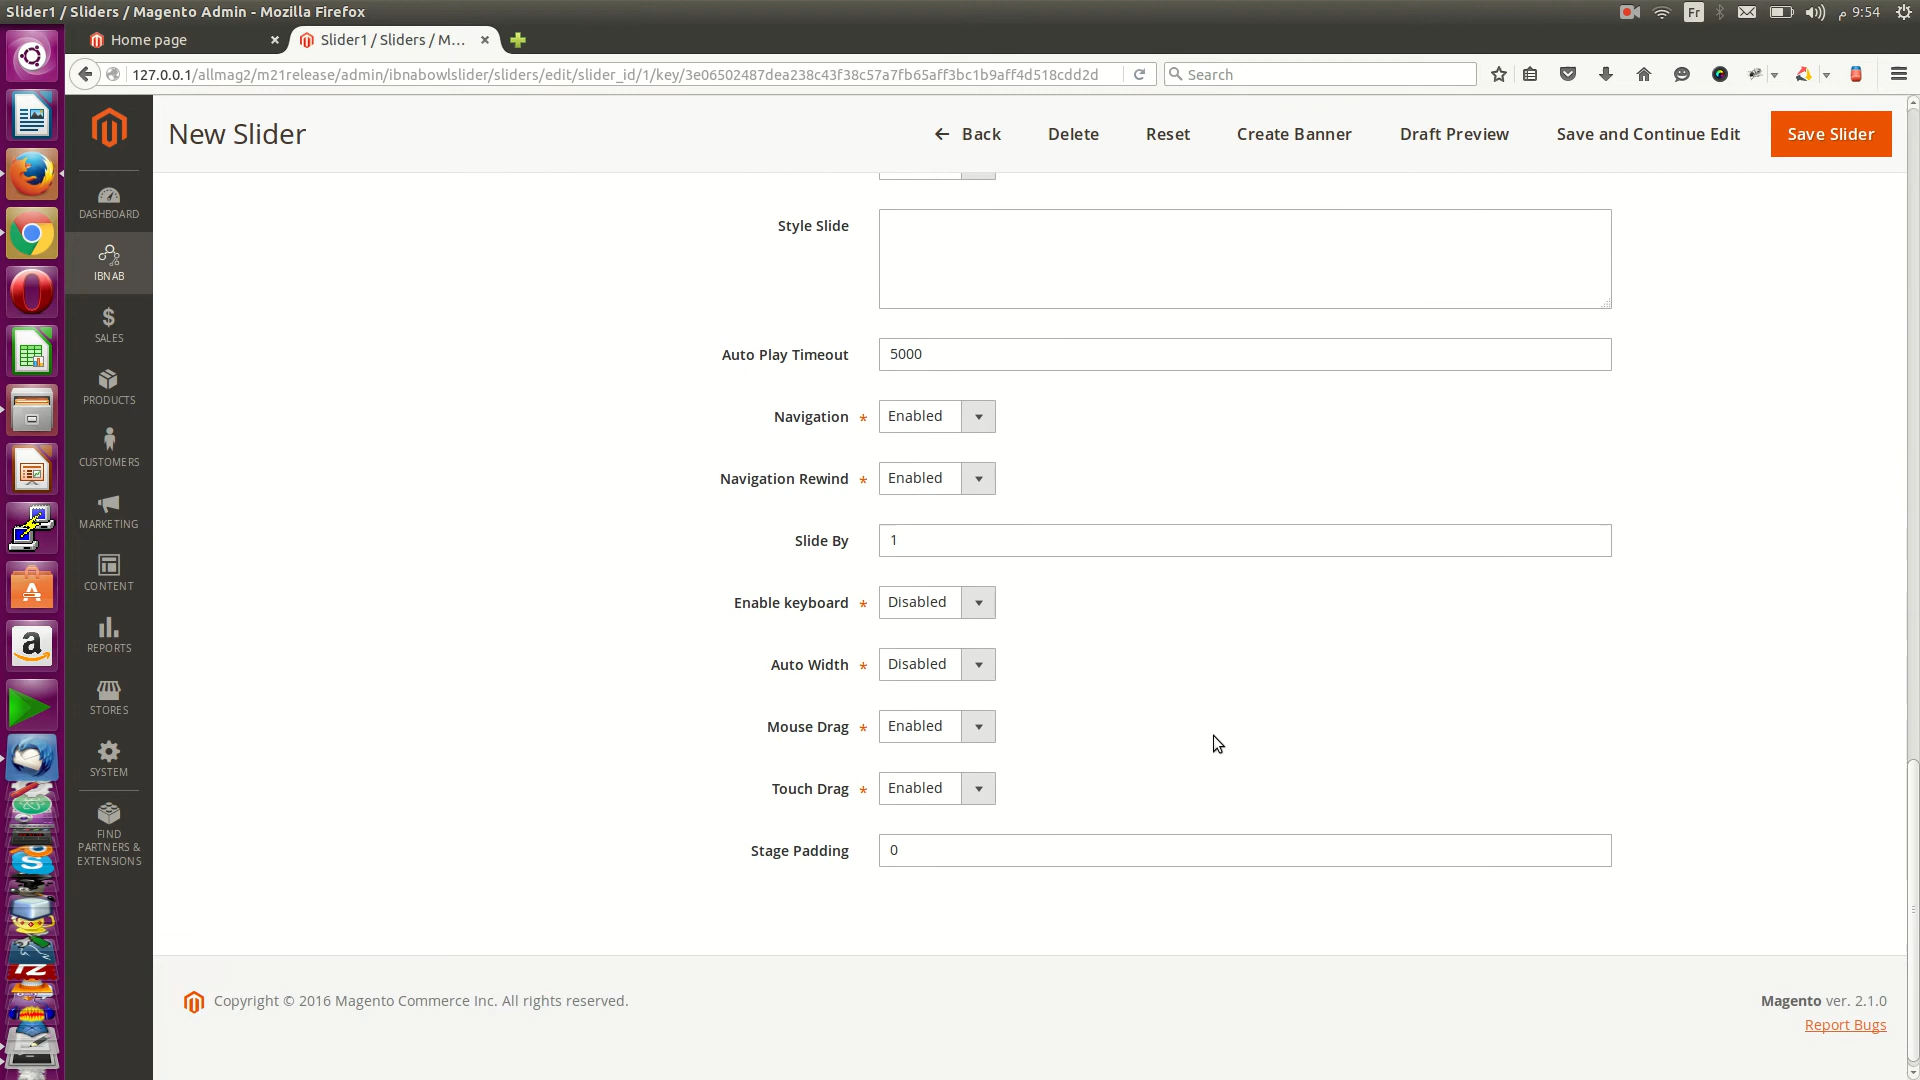 Slider1 / Sliders / Magento Admin - Mozilla Firefox
Fr
م 9:54
Home page
Slider1 / Sliders / M...
127.0.0.1/allmag2/m21release/admin/ibnabowlslider/sliders/edit/slider_id/1/key/3e06502487dea238c43f38c57a7fb65aff3bc1b9aff4d518cdd2d
Search
New Slider
Back
Delete
Reset
Create Banner
Draft Preview
Save and Continue Edit
Save Slider
DASHBOARD
IBNAB
SALES
PRODUCTS
CUSTOMERS
MARKETING
CONTENT
REPORTS
STORES
SYSTEM
FIND
PARTNERS &
EXTENSIONS
Style Slide
Auto Play Timeout
5000
Navigation *
Enabled
Navigation Rewind *
Enabled
Slide By
1
Enable keyboard *
Disabled
Auto Width *
Disabled
Mouse Drag *
Enabled
Touch Drag *
Enabled
Stage Padding
0
Copyright © 2016 Magento Commerce Inc. All rights reserved.
Magento ver. 2.1.0
Report Bugs